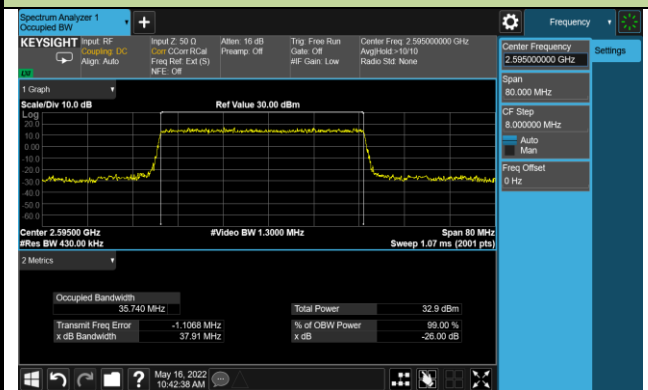 Spectrum Analyzer 1
Occupied BW
+
Frequency
KEYSIGHT
Input: RF
Coupling: DC
Align: Auto
Input Z: 50 Ω
Corr CCorr RCal
Freq Ref: Ext (S)
NFE: Off
Atten: 16 dB
Preamp: Off
Trig: Free Run
Gate: Off
#IF Gain: Low
Center Freq: 2.595000000 GHz
Avg|Hold:>10/10
Radio Std: None
LXI
Center Frequency
2.595000000 GHz
Settings
Span
80.000 MHz
CF Step
8.000000 MHz
Auto
Man
Freq Offset
0 Hz
1 Graph
Scale/Div 10.0 dB
Ref Value 30.00 dBm
Log
20.0
10.0
0.00
-10.0
-20.0
-30.0
-40.0
-50.0
-60.0
Center 2.59500 GHz
#Video BW 1.3000 MHz
Span 80 MHz
#Res BW 430.00 kHz
Sweep 1.07 ms (2001 pts)
2 Metrics
Occupied Bandwidth
35.740 MHz
Total Power 32.9 dBm
Transmit Freq Error -1.1068 MHz
% of OBW Power 99.00 %
x dB Bandwidth 37.91 MHz
x dB -26.00 dB
?
May 16, 2022
10:42:38 AM